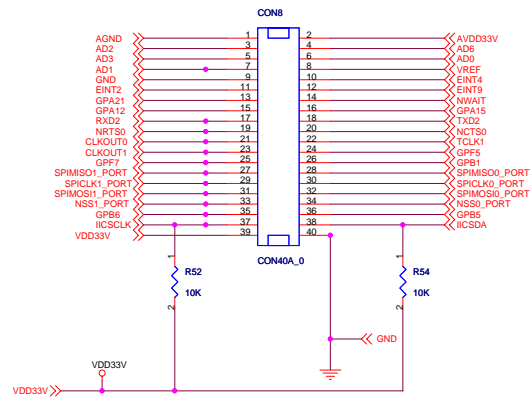 CON8
AGND 1 2 AVDD33V
AD2 3 4 AD6
AD3 5 6 AD0
AD1 7 8 VREF
GND 9 10 EINT4
EINT2 11 12 EINT9
GPA21 13 14 NWAIT
GPA12 15 16 GPA15
RXD2 17 18 TXD2
NRTS0 19 20 NCTS0
CLKOUT0 21 22 TCLK1
CLKOUT1 23 24 GPF5
GPF7 25 26 GPB1
SPIMISO1_PORT 27 28 SPIMISO0_PORT
SPICLK1_PORT 29 30 SPICLK0_PORT
SPIMOSI1_PORT 31 32 SPIMOSI0_PORT
NSS1_PORT 33 34 NSS0_PORT
GPB6 35 36 GPB5
IICSCLK 37 38 IICSDA
VDD33V 39 40
CON40A_0
1 1
R52 R54
10K 10K
2 2
GND
VDD33V
VDD33V